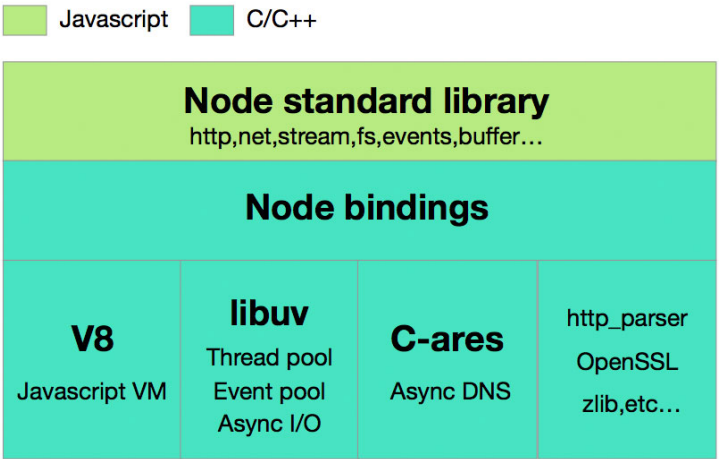 Javascript
C/C++
Node standard library
http,net,stream,fs,events,buffer...
Node bindings
V8
Javascript VM
libuv
Thread pool
Event pool
Async I/O
C-ares
Async DNS
http_parser
OpenSSL
zlib,etc...